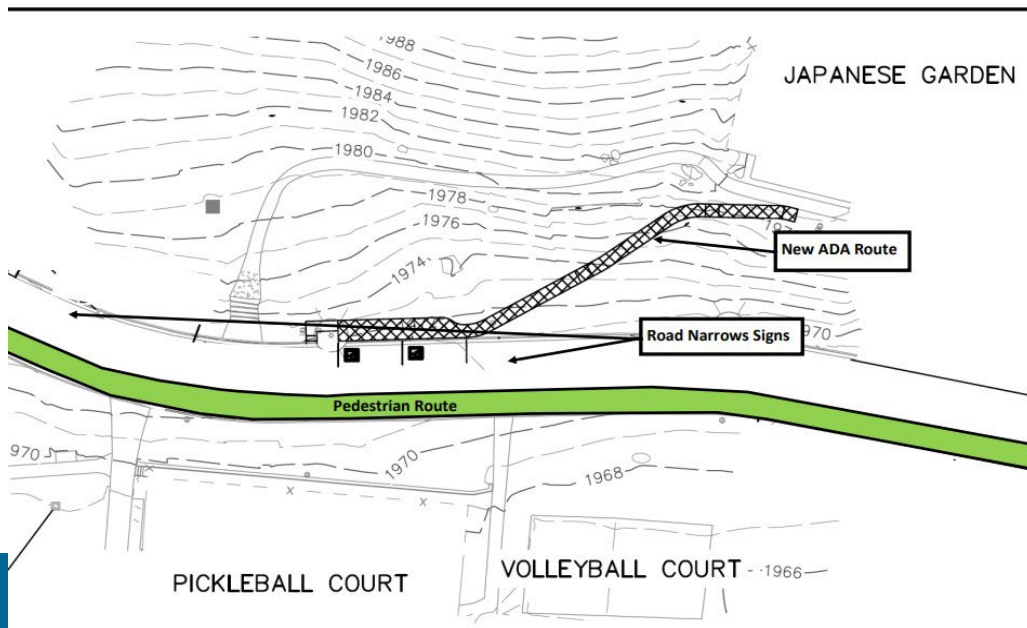 1988
1986
1984
1982
1980
1978
1976
1974
JAPANESE GARDEN
New ADA Route
Road Narrows Signs
970
Pedestrian Route
970
1970
1968
PICKLEBALL COURT
VOLLEYBALL COURT
1966